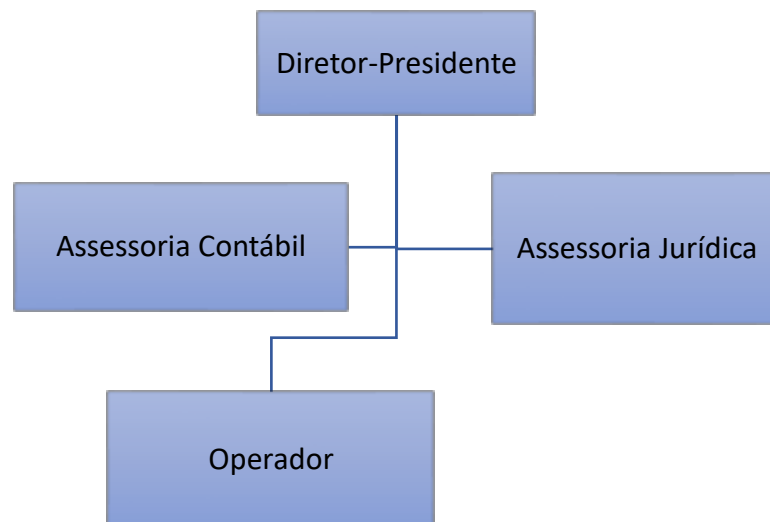 Diretor-Presidente
Assessoria Contábil
Assessoria Jurídica
Operador